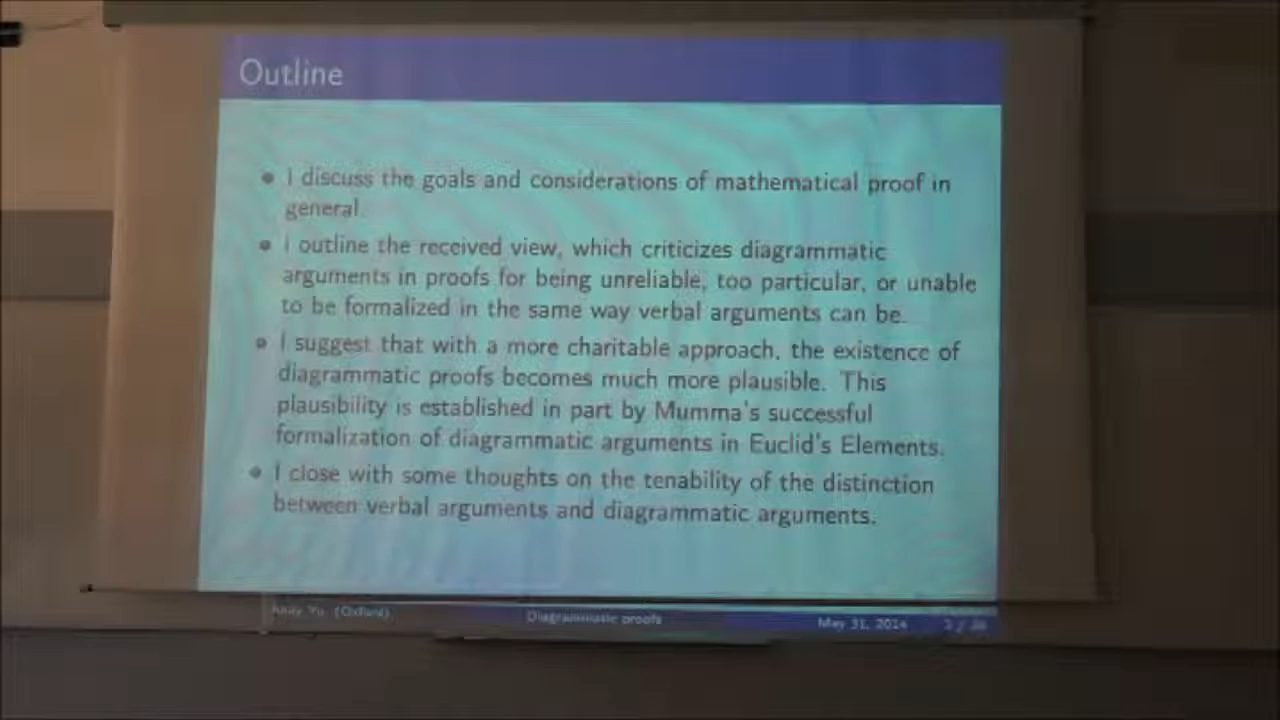 Outline
• I discuss the goals and considerations of mathematical proof in
general.
• I outline the received view, which criticizes diagrammatic
arguments in proofs for being unreliable, too particular, or unable
to be formalized in the same way verbal arguments can be.
• I suggest that with a more charitable approach, the existence of
diagrammatic proofs becomes much more plausible. This
plausibility is established in part by Mumma's successful
formalization of diagrammatic arguments in Euclid's Elements.
• I close with some thoughts on the tenability of the distinction
between verbal arguments and diagrammatic arguments.
Yu (Oxford)
Diagrammatic proofs
May 31, 2014